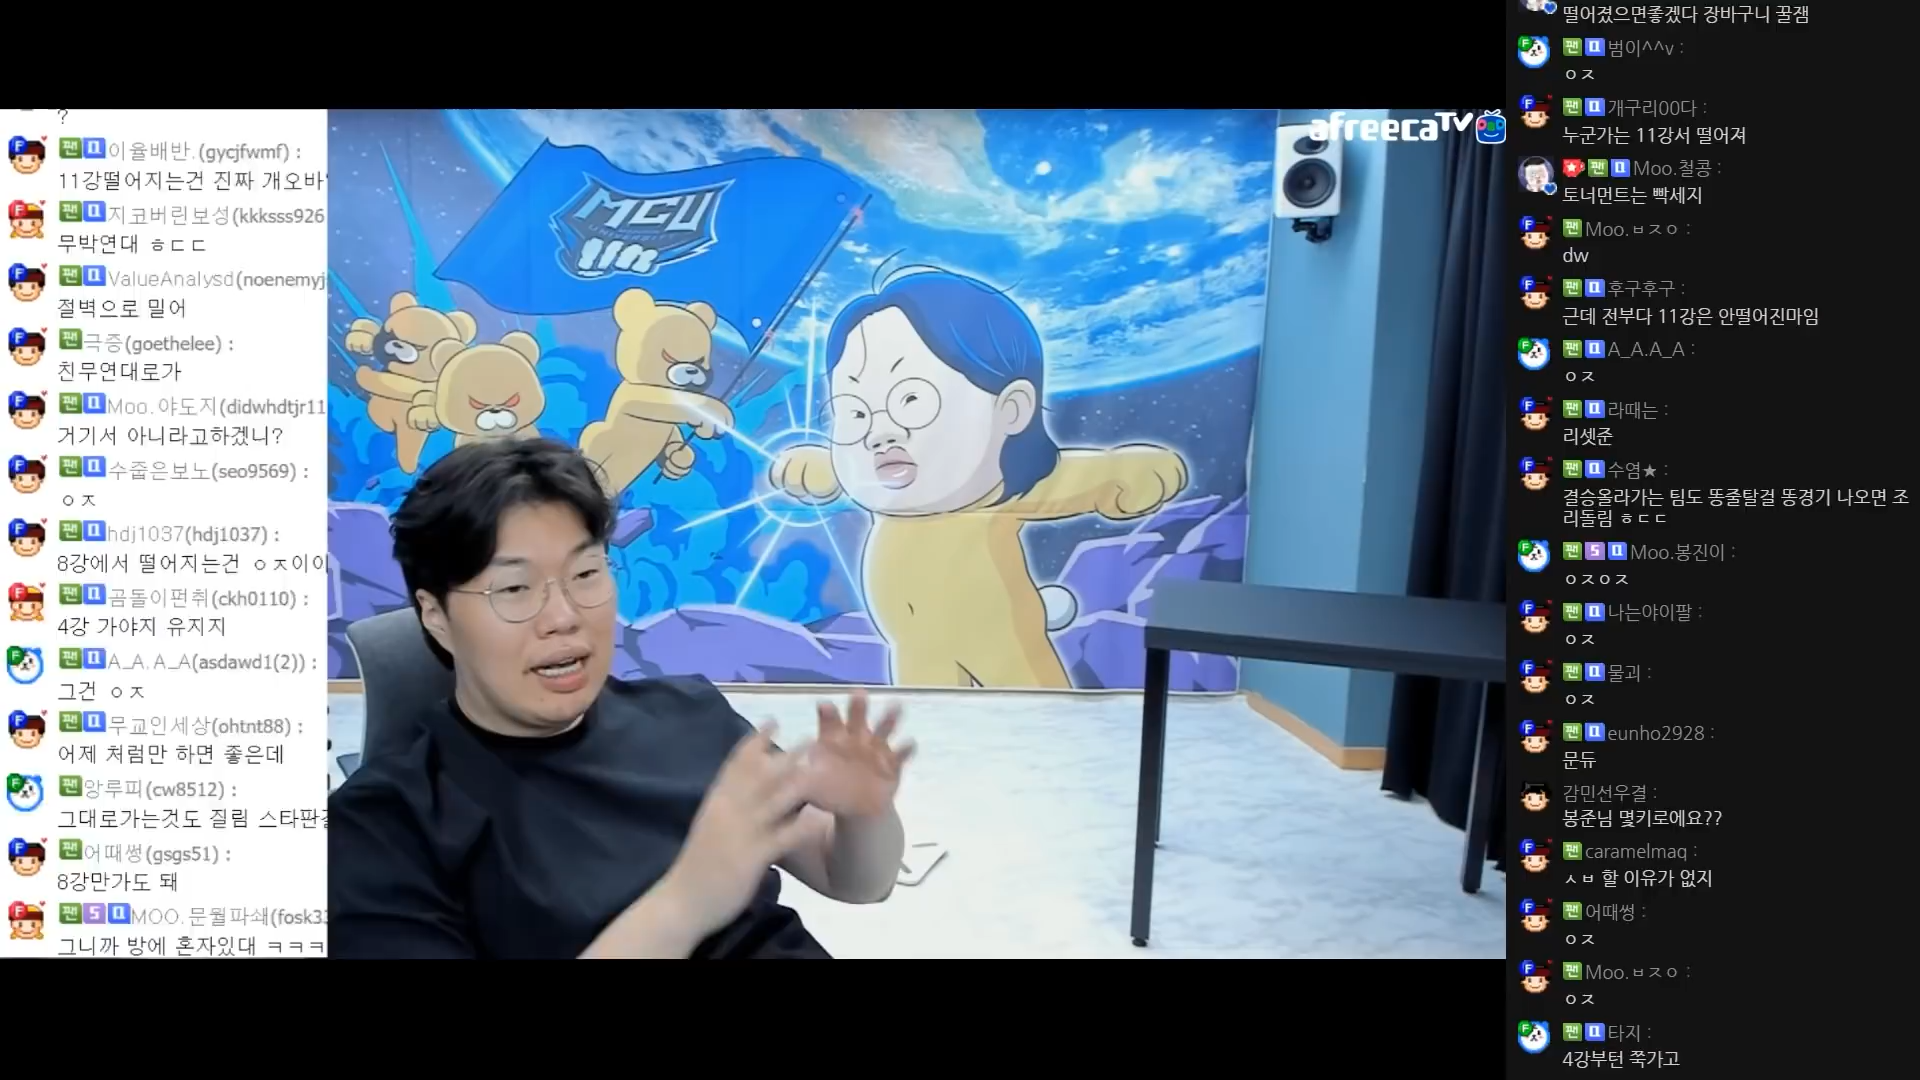 ?
이율배반.(gycjfwmf) :
11강떨어지는건 진짜 개오바
지코버린보성(kkksss926
무박연대 ㅎㄷㄷ
ValueAnalysd(noenemyj
절벽으로 밀어
극증(goethelee) :
친무연대로가
Moo.야도지(didwhdtjr11
거기서 아니라고하겠니?
수줍은보노(seo9569) :
ㅇㅈ
hdj1037(hdj1037) :
8강에서 떨어지는건 ㅇㅈ이이
곰돌이펀취(ckh0110) :
4강 가야지 유지지
A_A.A_A(asdawd1(2)) :
그건 ㅇㅈ
무교인세상(ohtnt88) :
어제 처럼만 하면 좋은데
앙루피(cw8512) :
그대로가는것도 질림 스타판
어때썽(gsgs51) :
8강만가도 돼
MOO.문월파쇄(fosk33
그니까 방에 혼자있대 ㅋㅋㅋ
MCU
UNIVERSITY
afreecaTV
떨어졌으면좋겠다 장바구니 꿀잼
범이^^v :
ㅇㅈ
개구리00다 :
누군가는 11강서 떨어져
Moo.철콩 :
토너먼트는 빡세지
Moo.ㅂㅈㅇ :
dw
후구후구 :
근데 전부다 11강은 안떨어진마임
A_A.A_A :
ㅇㅈ
라때는 :
리셋준
수염★ :
결승올라가는 팀도 똥줄탈걸 똥경기 나오면 조
리돌림 ㅎㄷㄷ
Moo.봉진이 :
ㅇㅈㅇㅈ
나는야이팔 :
ㅇㅈ
물괴 :
ㅇㅈ
eunho2928 :
문듀
감민선우결 :
봉준님 몇키로에요??
caramelmaq :
ㅅㅂ 할 이유가 없지
어때썽 :
ㅇㅈ
Moo.ㅂㅈㅇ :
ㅇㅈ
타지 :
4강부턴 쭉가고